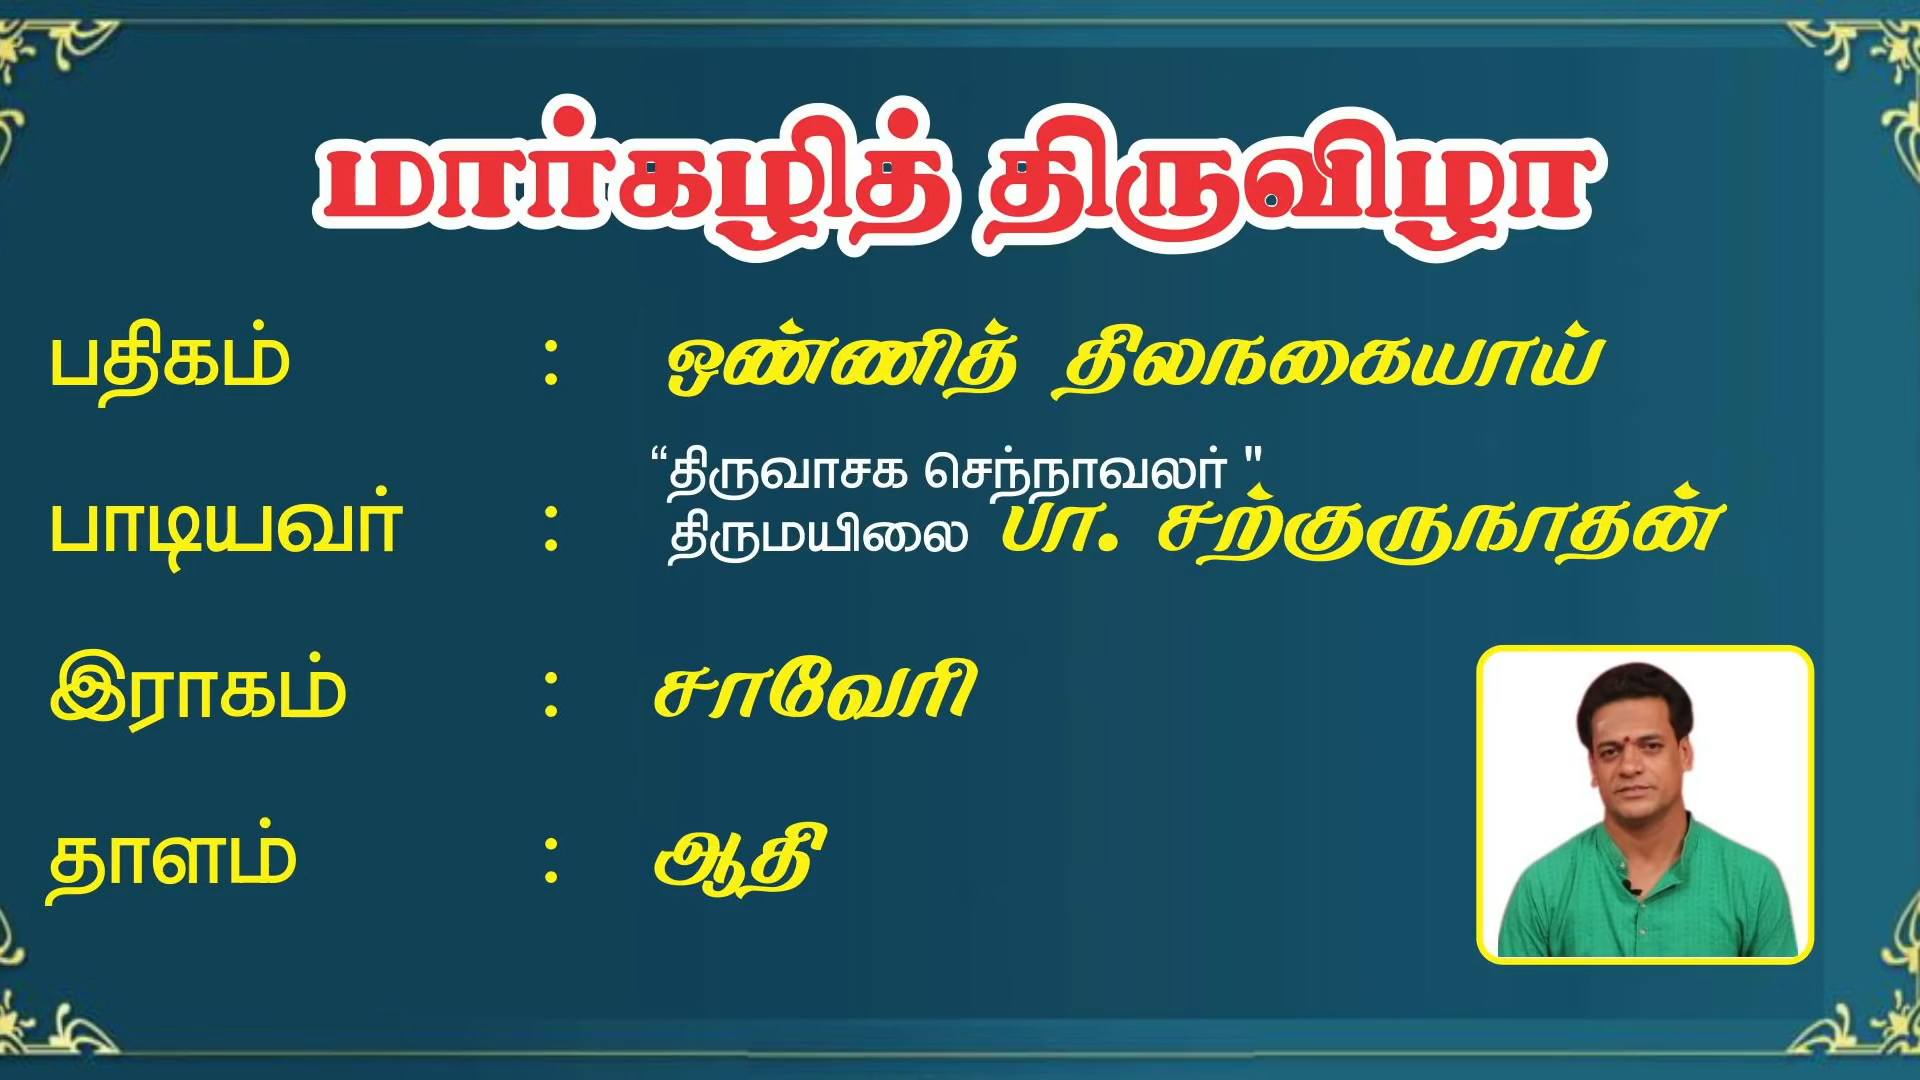 மார்கழித் திருவிழா
பதிகம் : ஒண்ணித் திலநகையாய்
“திருவாசக செந்நாவலர் "
பாடியவர் : திருமயிலை பா. சற்குருநாதன்
இராகம் : சாவேரி
தாளம் : ஆதி